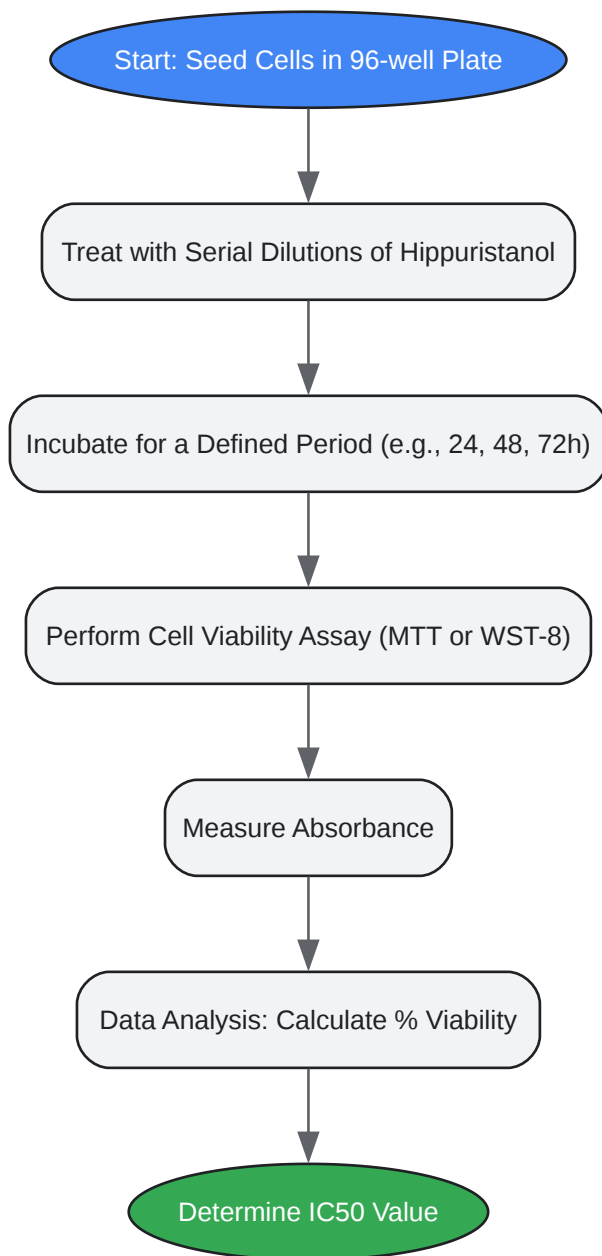 Start: Seed Cells in 96-well Plate
Treat with Serial Dilutions of Hippuristanol
Incubate for a Defined Period (e.g., 24, 48, 72h)
Perform Cell Viability Assay (MTT or WST-8)
Measure Absorbance
Data Analysis: Calculate % Viability
Determine IC50 Value